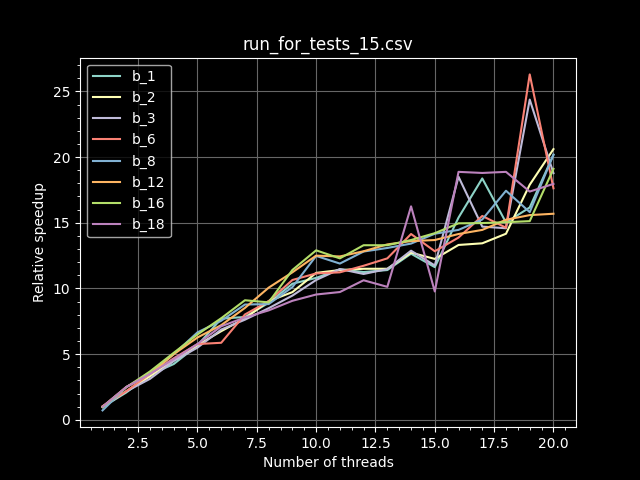 run_for_tests_15.csv
b_1
b_2
b_3
b_6
b_8
b_12
b_16
b_18
Relative speedup
25
20
15
10
5
0
2.5 5.0 7.5 10.0 12.5 15.0 17.5 20.0
Number of threads